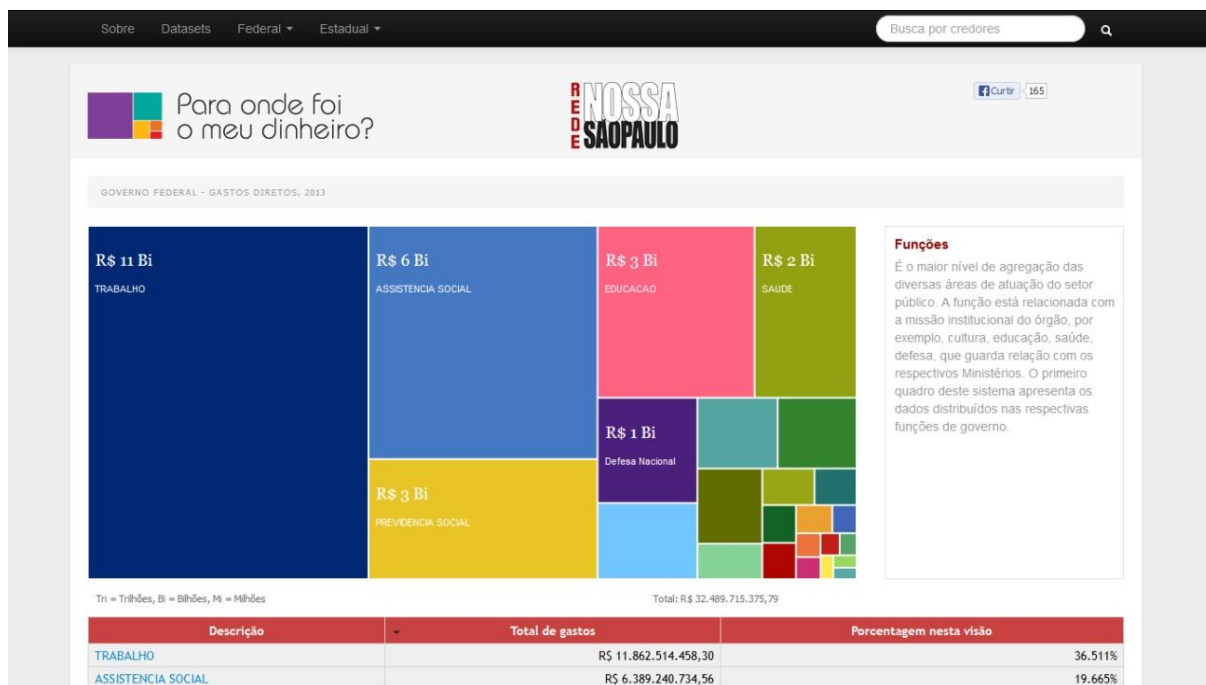 Sobre Datasets Federal Estadual Busca por credores
Para onde foi
o meu dinheiro?
REDE
NOSSA
SÃOPAULO
Curtir 165
GOVERNO FEDERAL - GASTOS DIRETOS, 2013
R$ 11 Bi
TRABALHO
R$ 6 Bi
ASSISTENCIA SOCIAL
R$ 3 Bi
EDUCACAO
R$ 2 Bi
SAUDE
R$ 1 Bi
Defesa Nacional
R$ 3 Bi
PREVIDENCIA SOCIAL
Funções
É o maior nível de agregação das
diversas áreas de atuação do setor
público. A função está relacionada com
a missão institucional do órgão, por
exemplo, cultura, educação, saúde,
defesa, que guarda relação com os
respectivos Ministérios. O primeiro
quadro deste sistema apresenta os
dados distribuídos nas respectivas
funções de governo.
Tri = Trilhões, Bi = Bilhões, Mi = Milhões Total: R$ 32.489.715.375,79
Descrição Total de gastos Porcentagem nesta visão
TRABALHO R$ 11.862.514.458,30 36.511%
ASSISTENCIA SOCIAL R$ 6.389.240.734,56 19.665%